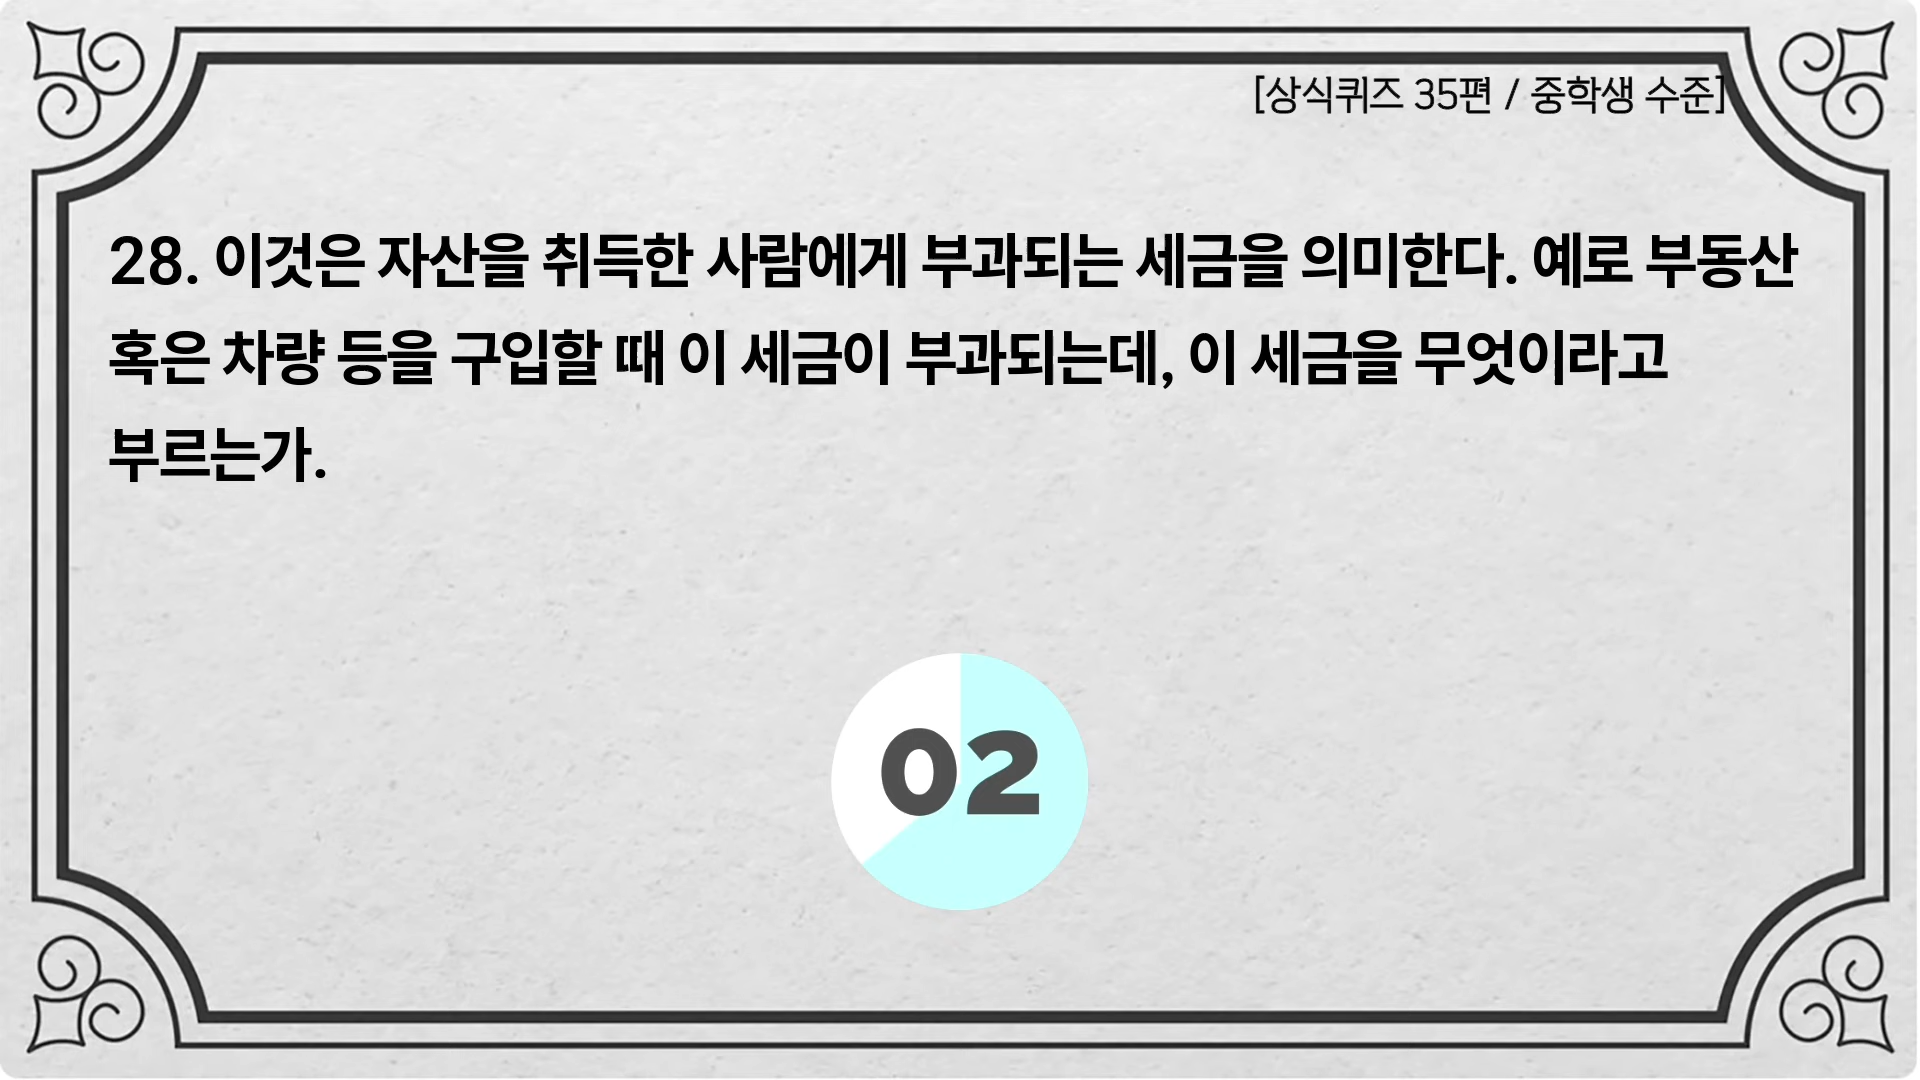 [상식퀴즈 35편 / 중학생 수준]
28. 이것은 자산을 취득한 사람에게 부과되는 세금을 의미한다. 예로 부동산
혹은 차량 등을 구입할 때 이 세금이 부과되는데, 이 세금을 무엇이라고
부르는가.
02